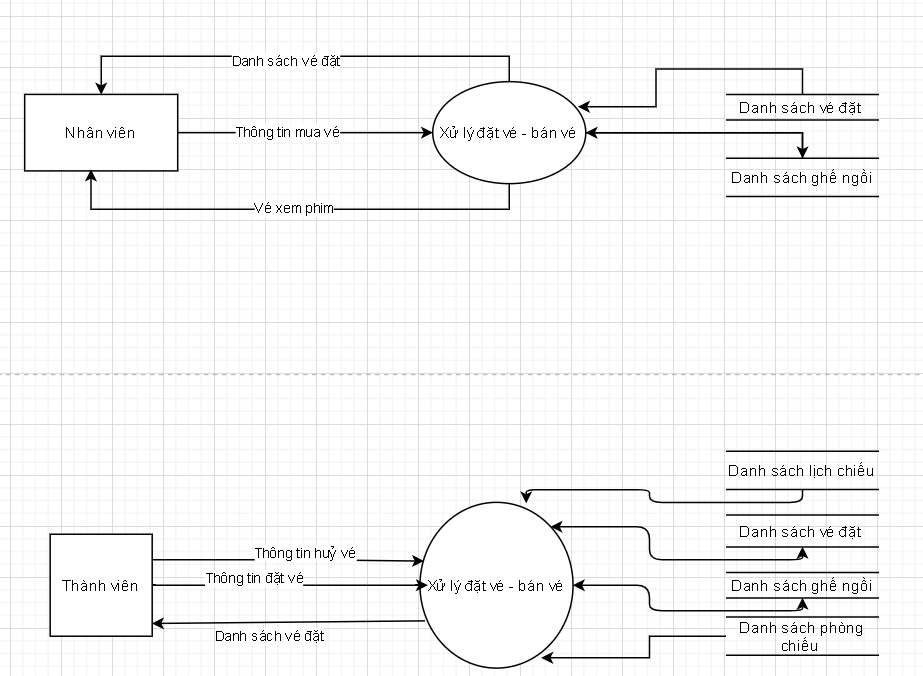 Danh sách vé đặt
Nhân viên
Thông tin mua vé
Xử lý đặt vé - bán vé
Danh sách vé đặt
Danh sách ghế ngồi
Vé xem phim
Danh sách lịch chiếu
Danh sách vé đặt
Thông tin huỷ vé
Thành viên
Thông tin đặt vé
Xử lý đặt vé - bán vé
Danh sách ghế ngồi
Danh sách vé đặt
Danh sách phòng
chiếu